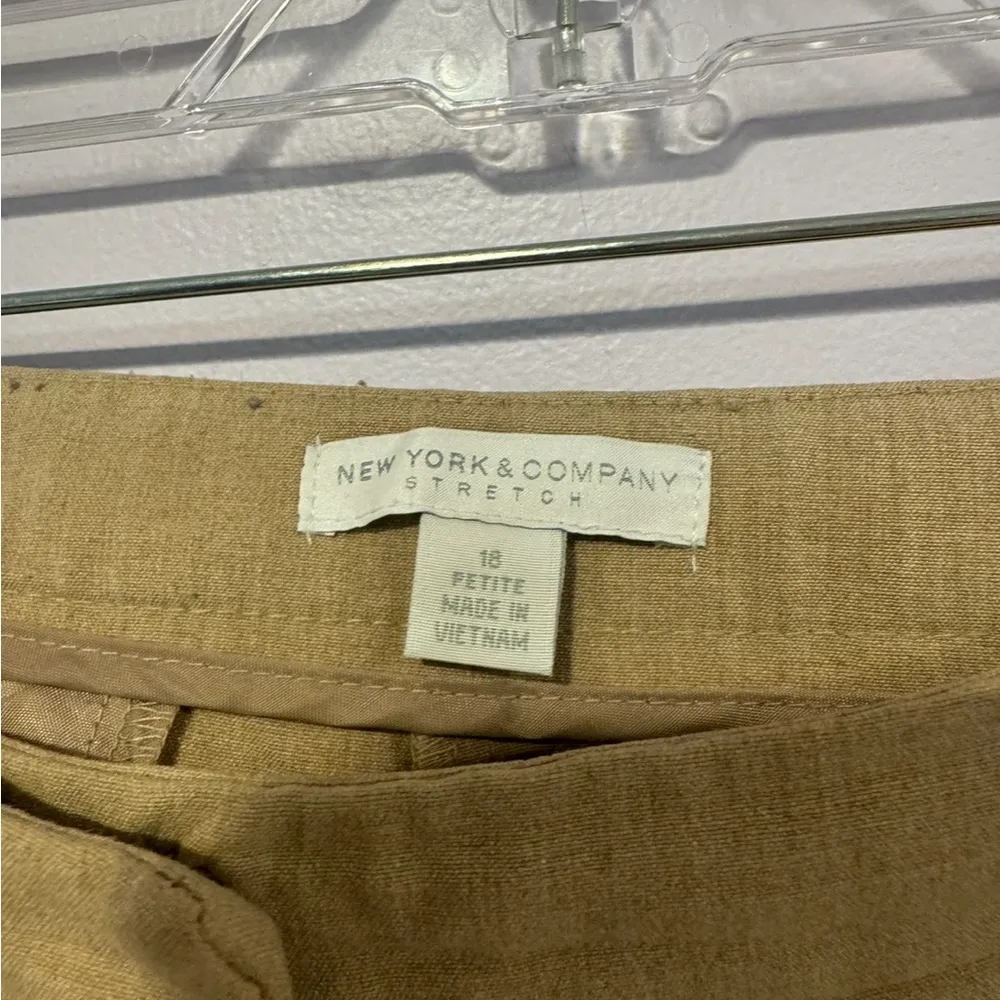 NEW YORK & COMPANY
STRETCH
18
PETITE
MADE IN
VIETNAM